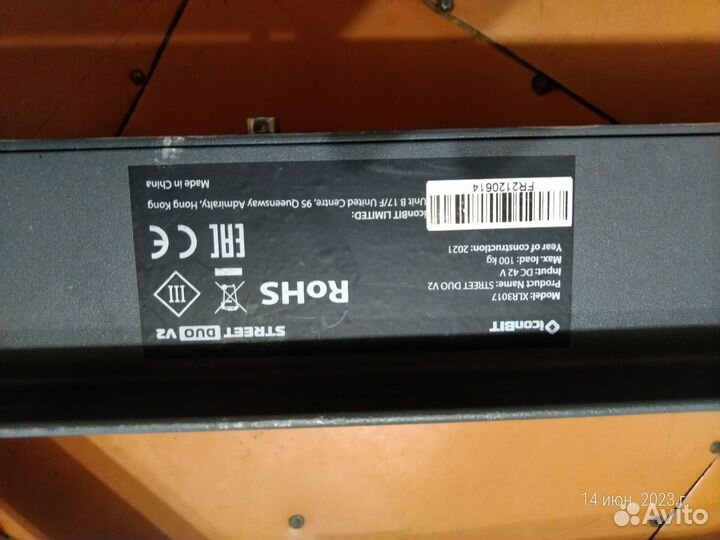 iconBIT
STREET DUO V2
Model: XLR3017
Product Name: STREET DUO V2
Input: DC 42 V
Max. load: 100 kg
Year of construction: 2021
RoHS
III
CE
EAC
FR2120614
iconBIT LIMITED:
Unit B 17/F United Centre, 95 Queensway Admiralty, Hong Kong
Made in China
14 июн. 2023 г.
Avito